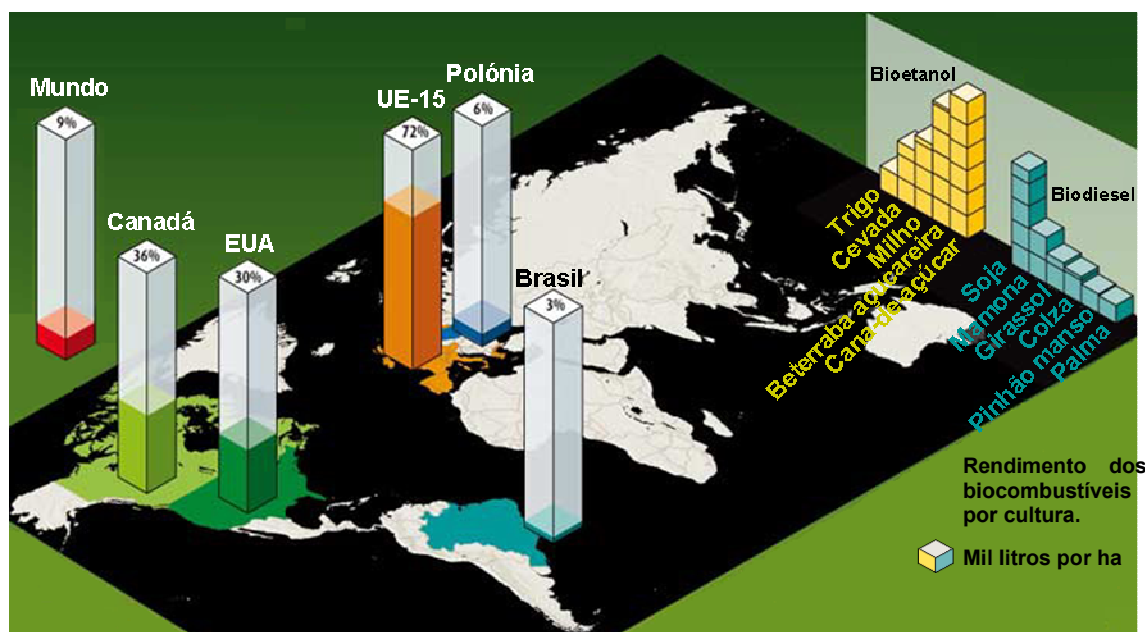 Mundo
9%
Canadá
36%
EUA
30%
UE-15
72%
Polónia
6%
Brasil
3%
Bioetanol
Trigo
Cevada
Milho
Beterraba açucareira
Cana-de-açúcar
Biodiesel
Soja
Mamona
Girassol
Colza
Pinhão manso
Palma
Rendimento dos
biocombustíveis
por cultura.
Mil litros por ha